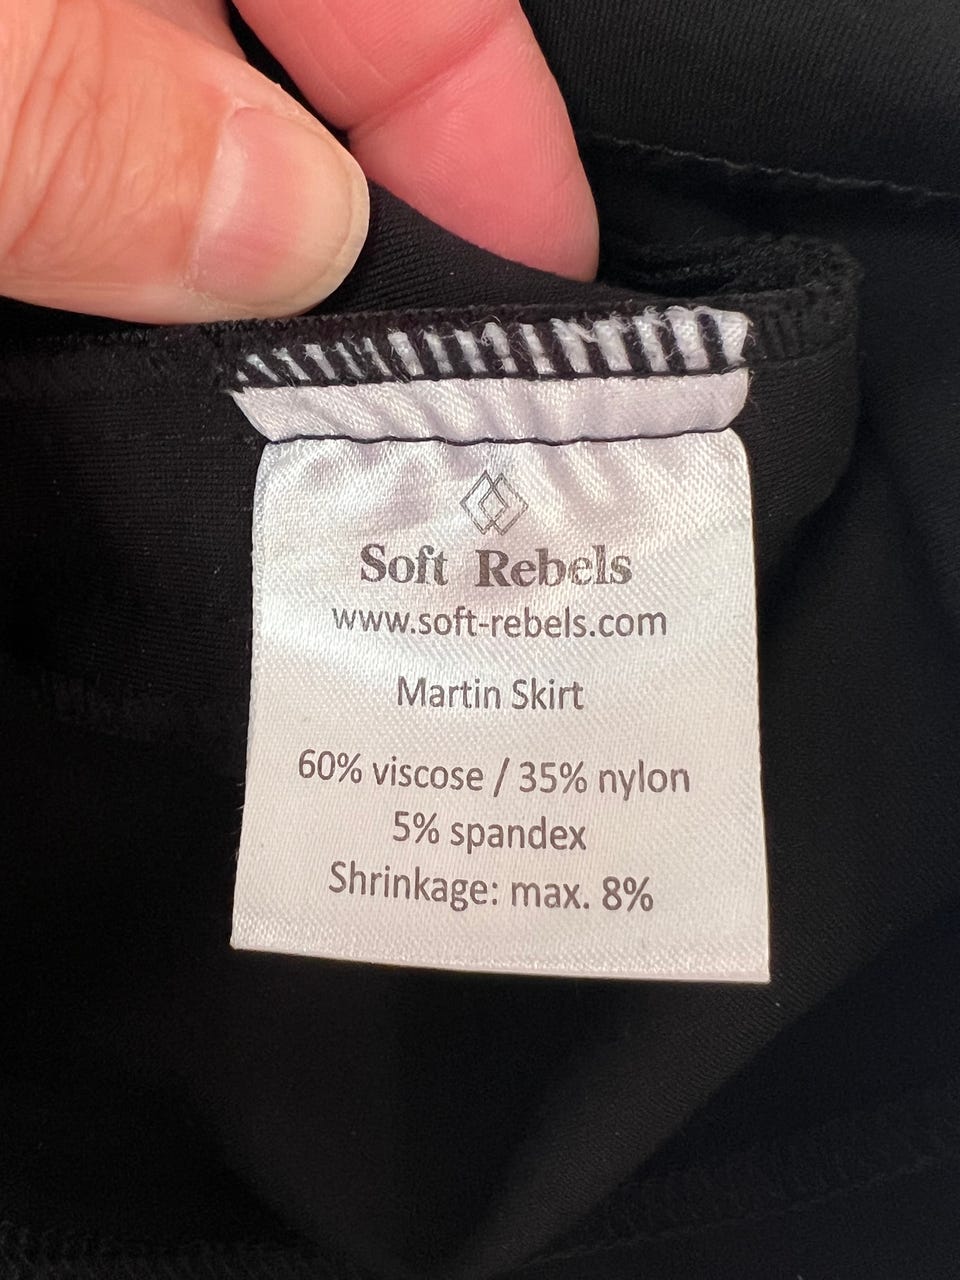 Soft Rebels
www.soft-rebels.com
Martin Skirt
60% viscose / 35% nylon
5% spandex
Shrinkage: max. 8%